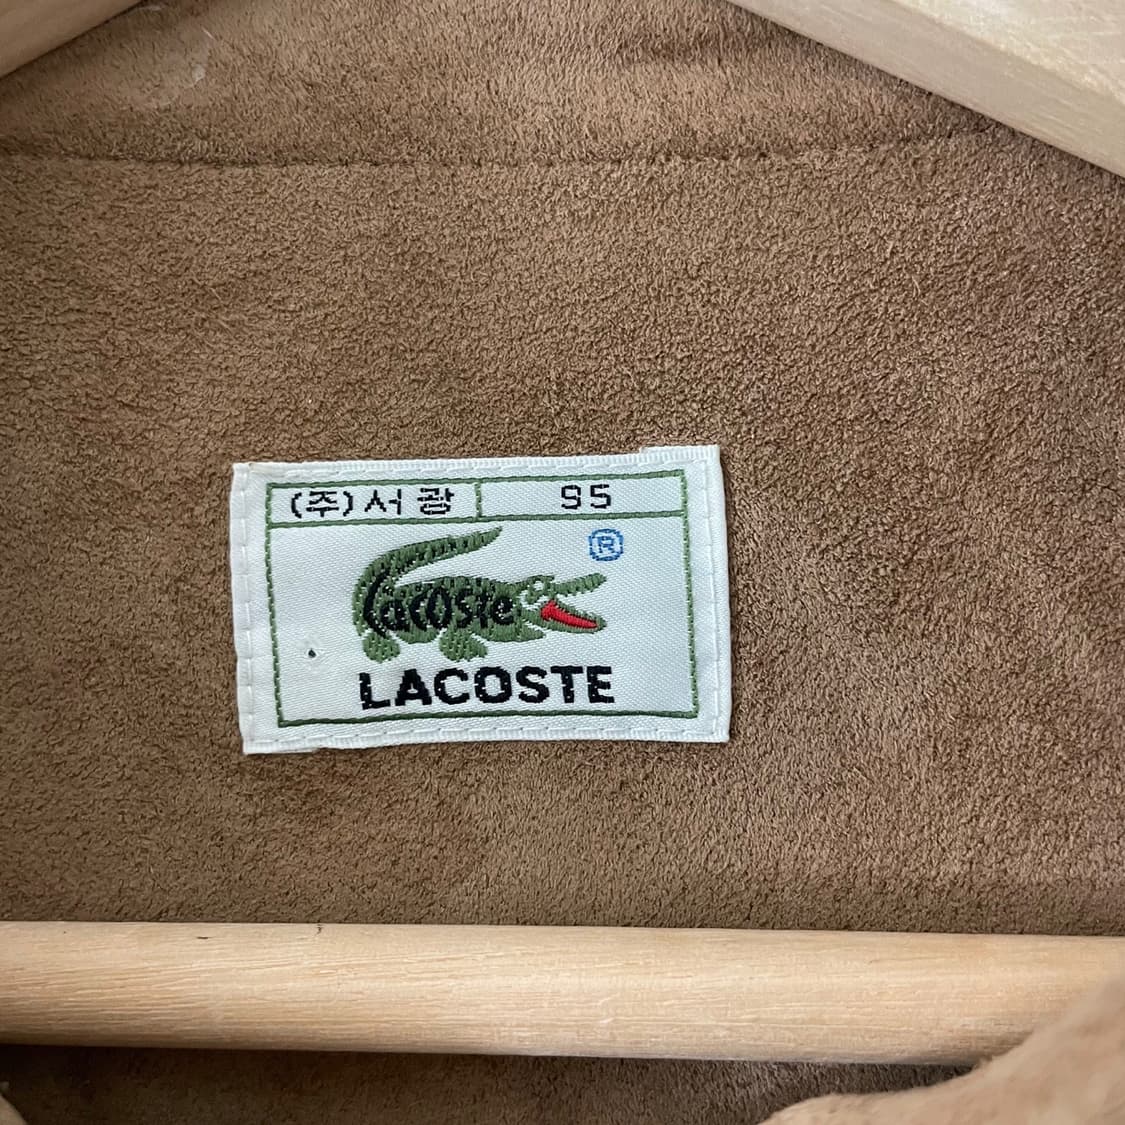 (주)서광 95
®
Lacoste
LACOSTE